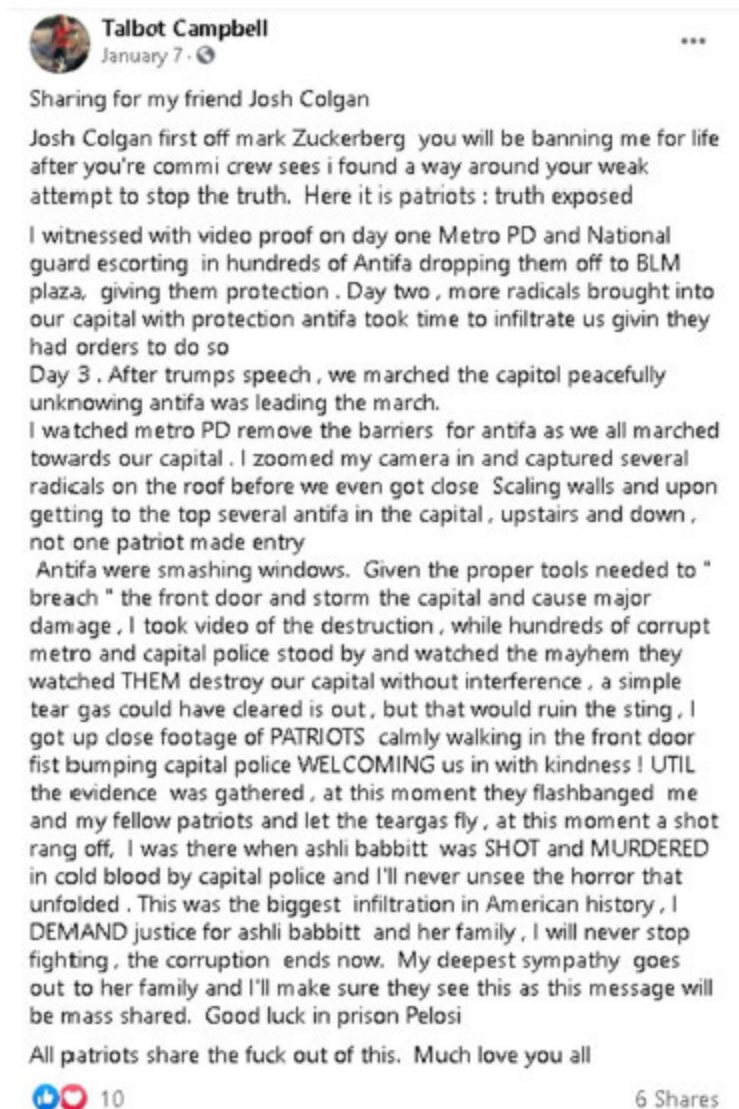 Talbot Campbell
January 7 ·
Sharing for my friend Josh Colgan
Josh Colgan first off mark Zuckerberg you will be banning me for life
after you're commi crew sees i found a way around your weak
attempt to stop the truth. Here it is patriots : truth exposed
I witnessed with video proof on day one Metro PD and National
guard escorting in hundreds of Antifa dropping them off to BLM
plaza, giving them protection . Day two , more radicals brought into
our capital with protection antifa took time to infiltrate us givin they
had orders to do so
Day 3 . After trumps speech , we marched the capitol peacefully
unknowing antifa was leading the march.
I watched metro PD remove the barriers for antifa as we all marched
towards our capital . I zoomed my camera in and captured several
radicals on the roof before we even got close Scaling walls and upon
getting to the top several antifa in the capital , upstairs and down ,
not one patriot made entry
Antifa were smashing windows. Given the proper tools needed to "
breach " the front door and storm the capital and cause major
damage , I took video of the destruction , while hundreds of corrupt
metro and capital police stood by and watched the mayhem they
watched THEM destroy our capital without interference , a simple
tear gas could have cleared is out , but that would ruin the sting , I
got up close footage of PATRIOTS calmly walking in the front door
fist bumping capital police WELCOMING us in with kindness ! UTIL
the evidence was gathered , at this moment they flashbanged me
and my fellow patriots and let the teargas fly , at this moment a shot
rang off, I was there when ashli babbitt was SHOT and MURDERED
in cold blood by capital police and I'll never unsee the horror that
unfolded . This was the biggest infiltration in American history , I
DEMAND justice for ashli babbitt and her family , I will never stop
fighting , the corruption ends now. My deepest sympathy goes
out to her family and I'll make sure they see this as this message will
be mass shared. Good luck in prison Pelosi
All patriots share the fuck out of this. Much love you all
10
6 Shares